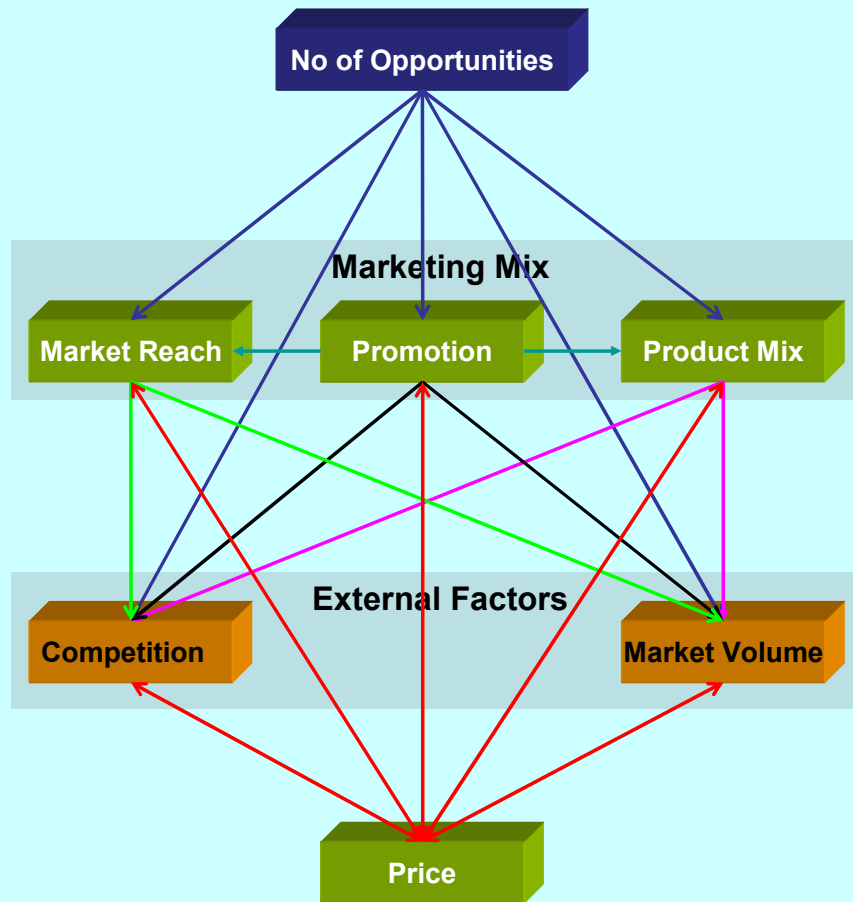 No of Opportunities
Marketing Mix
Market Reach
Promotion
Product Mix
External Factors
Competition
Market Volume
Price